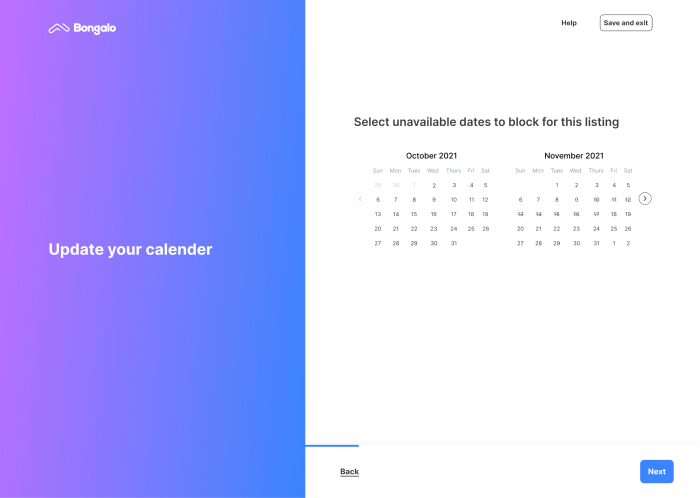 Bongalo
Help
Save and exit
Select unavailable dates to block for this listing
October 2021
Sun Mon Tues Wed Thurs Fri Sat
29 30 1 2 3 4 5
6 7 8 9 10 11 12
13 14 15 16 17 18 19
20 21 22 23 24 25 26
27 28 29 30 31
November 2021
Sun Mon Tues Wed Thurs Fri Sat
1 2 3 4 5
6 7 8 9 10 11 12
13 14 15 16 17 18 19
20 21 22 23 24 25 26
27 28 29 30 31 1 2
Update your calender
Back
Next